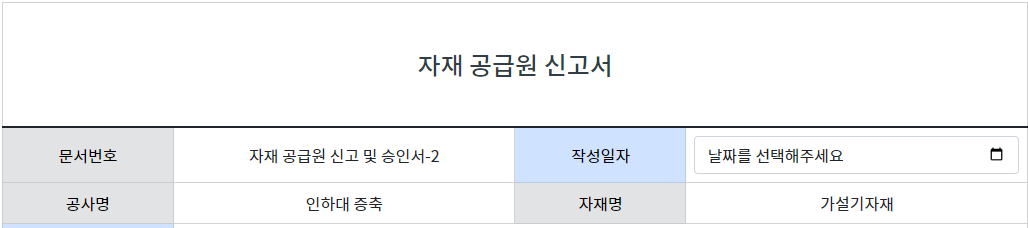 자재 공급원 신고서
문서번호 자재 공급원 신고 및 승인서-2 작성일자 날짜를 선택해주세요
공사명 인하대 증축 자재명 가설기자재